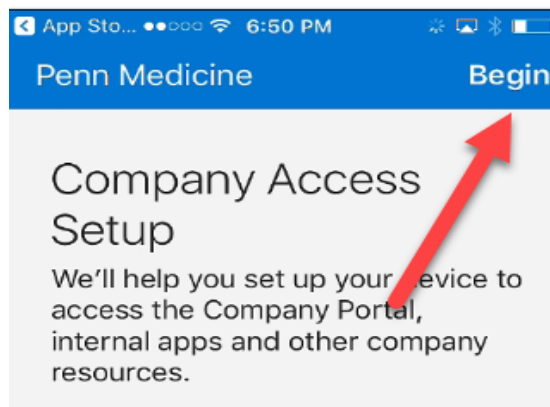 App Sto... 6:50 PM
Penn Medicine Begin
Company Access
Setup
We'll help you set up your device to
access the Company Portal,
internal apps and other company
resources.